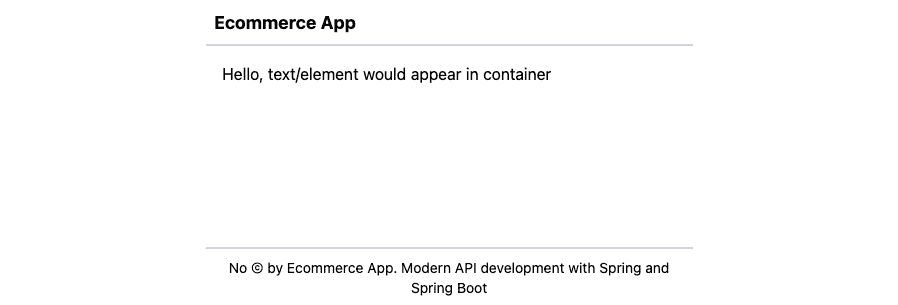 Ecommerce App
Hello, text/element would appear in container
No © by Ecommerce App. Modern API development with Spring and
Spring Boot